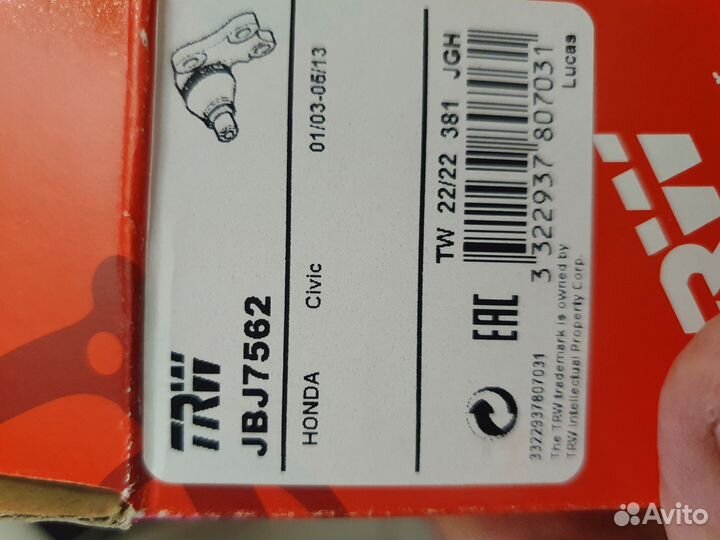 TRW
JBJ7562
HONDA Civic 01/03-05/13
TW 22/22 381 JGH
EAC
3 322937 807031
Lucas
3322937807031
The TRW trademark is owned by
TRW Intellectual Property Corp.
TRW
Avito